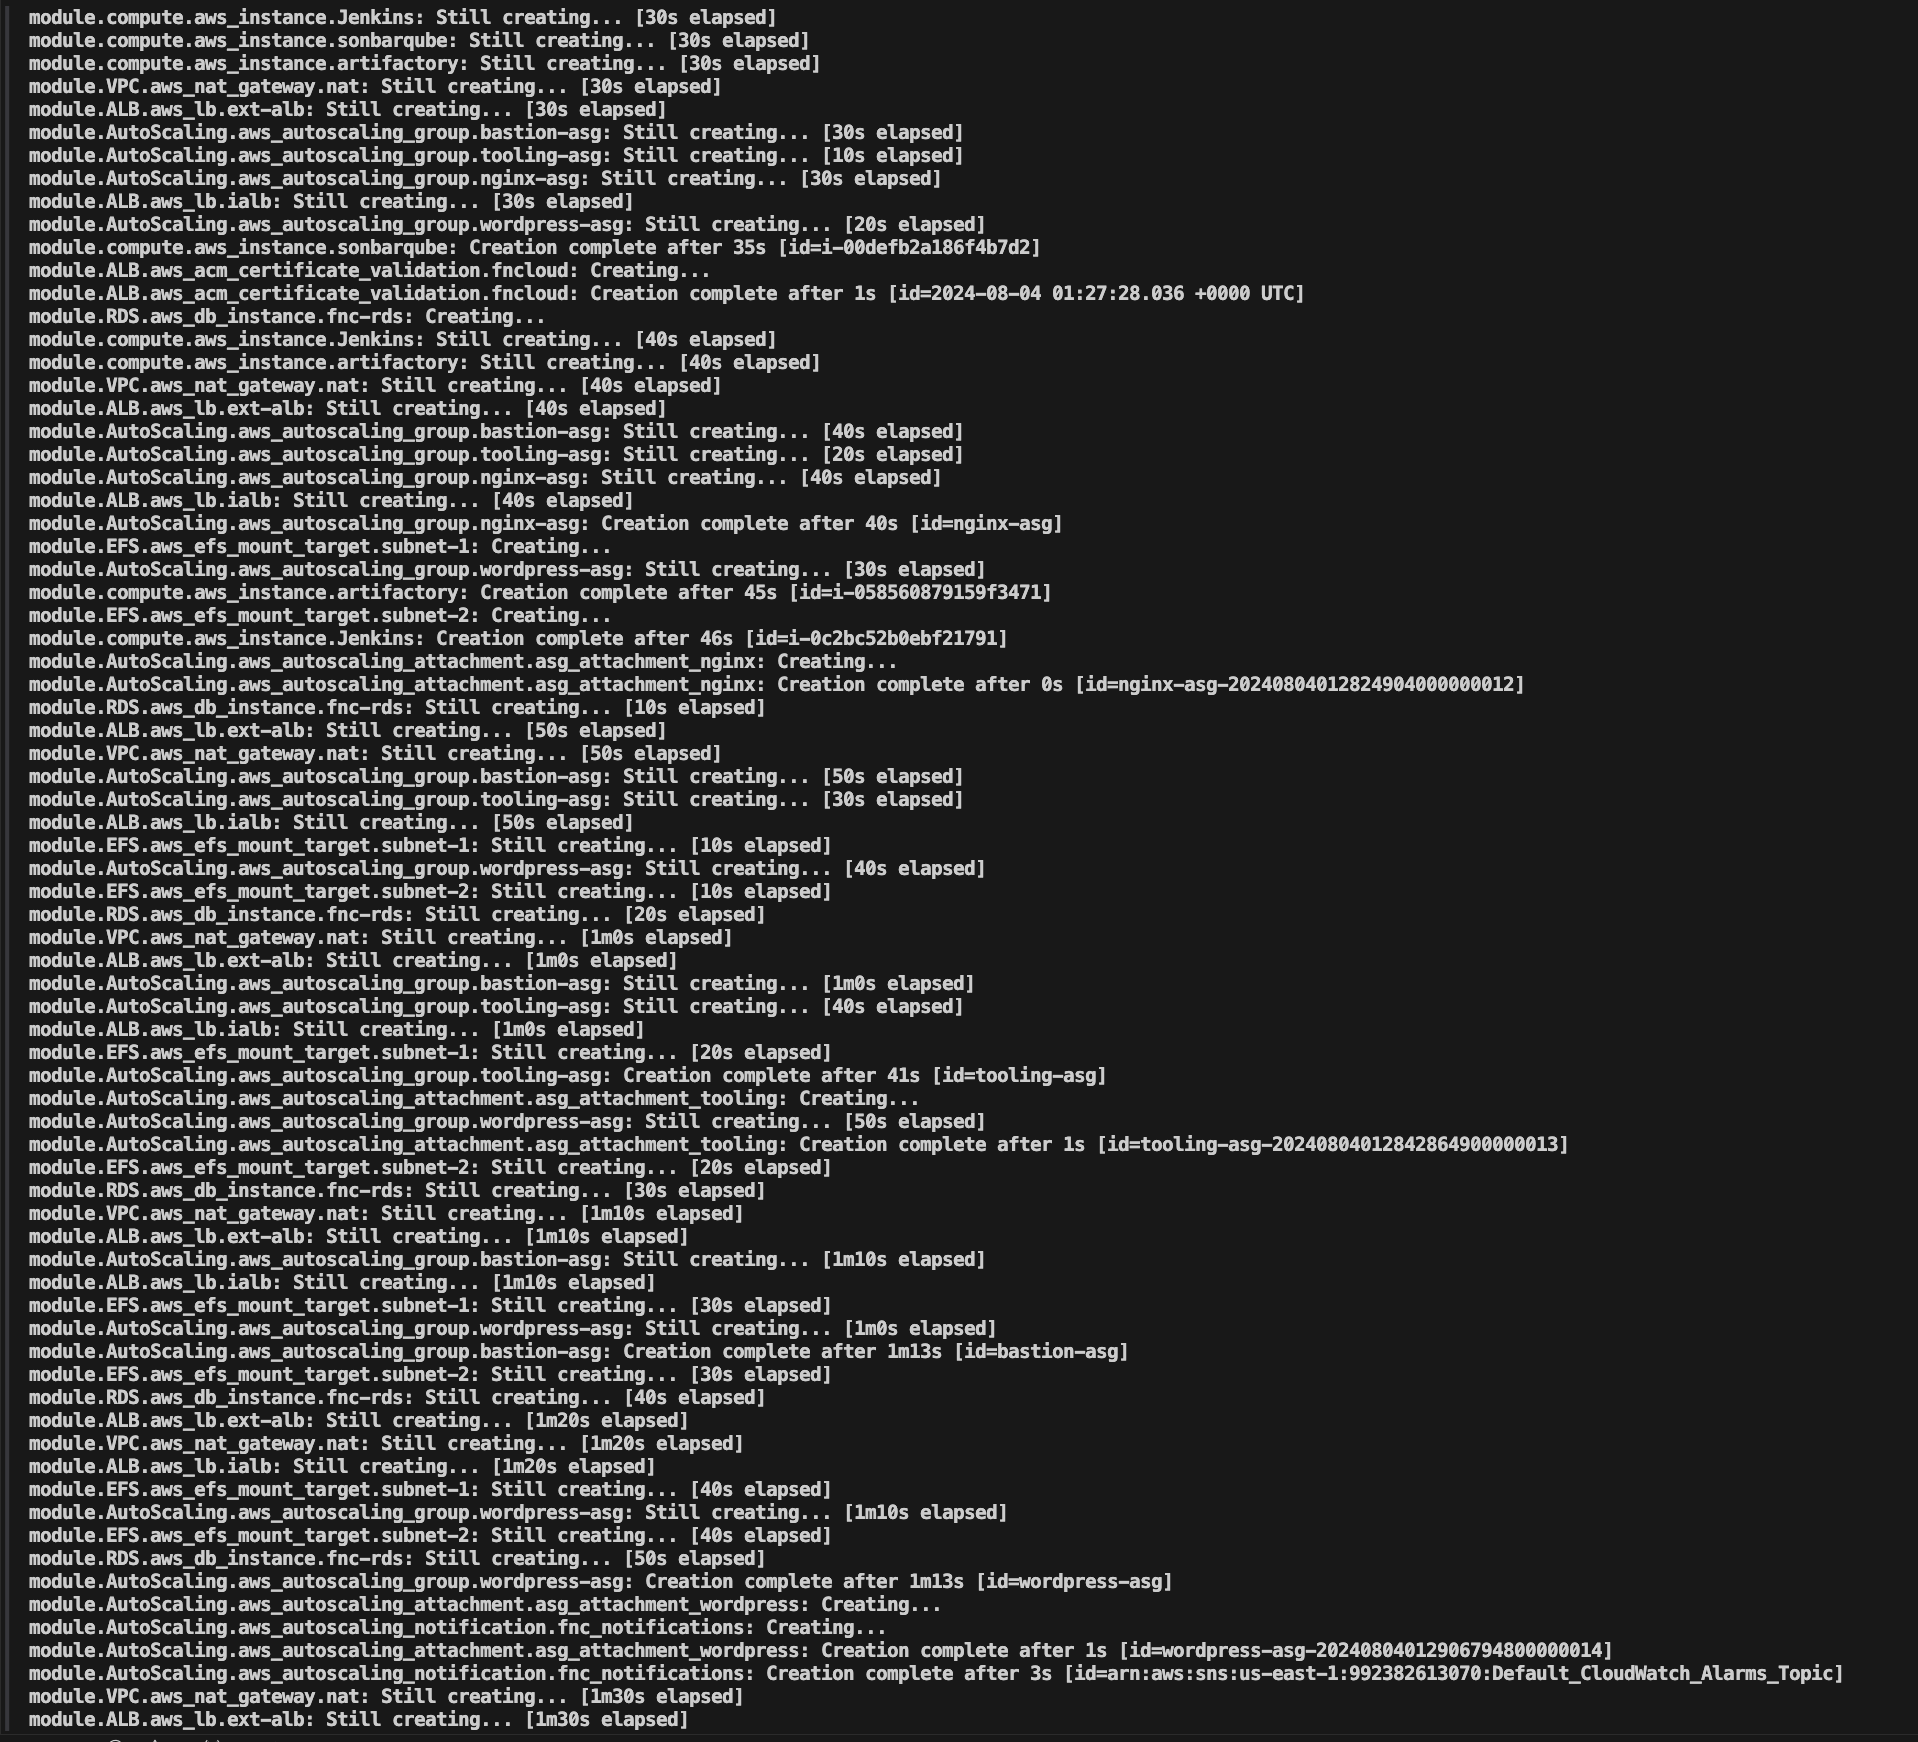 module.compute.aws_instance.Jenkins: Still creating... [30s elapsed]
module.compute.aws_instance.sonbarqube: Still creating... [30s elapsed]
module.compute.aws_instance.artifactory: Still creating... [30s elapsed]
module.VPC.aws_nat_gateway.nat: Still creating... [30s elapsed]
module.ALB.aws_lb.ext-alb: Still creating... [30s elapsed]
module.AutoScaling.aws_autoscaling_group.bastion-asg: Still creating... [30s elapsed]
module.AutoScaling.aws_autoscaling_group.tooling-asg: Still creating... [10s elapsed]
module.AutoScaling.aws_autoscaling_group.nginx-asg: Still creating... [30s elapsed]
module.ALB.aws_lb.ialb: Still creating... [30s elapsed]
module.AutoScaling.aws_autoscaling_group.wordpress-asg: Still creating... [20s elapsed]
module.compute.aws_instance.sonbarqube: Creation complete after 35s [id=i-00defb2a186f4b7d2]
module.ALB.aws_acm_certificate_validation.fncloud: Creating...
module.ALB.aws_acm_certificate_validation.fncloud: Creation complete after 1s [id=2024-08-04 01:27:28.036 +0000 UTC]
module.RDS.aws_db_instance.fnc-rds: Creating...
module.compute.aws_instance.Jenkins: Still creating... [40s elapsed]
module.compute.aws_instance.artifactory: Still creating... [40s elapsed]
module.VPC.aws_nat_gateway.nat: Still creating... [40s elapsed]
module.ALB.aws_lb.ext-alb: Still creating... [40s elapsed]
module.AutoScaling.aws_autoscaling_group.bastion-asg: Still creating... [40s elapsed]
module.AutoScaling.aws_autoscaling_group.tooling-asg: Still creating... [20s elapsed]
module.AutoScaling.aws_autoscaling_group.nginx-asg: Still creating... [40s elapsed]
module.ALB.aws_lb.ialb: Still creating... [40s elapsed]
module.AutoScaling.aws_autoscaling_group.nginx-asg: Creation complete after 40s [id=nginx-asg]
module.EFS.aws_efs_mount_target.subnet-1: Creating...
module.AutoScaling.aws_autoscaling_group.wordpress-asg: Still creating... [30s elapsed]
module.compute.aws_instance.artifactory: Creation complete after 45s [id=i-058560879159f3471]
module.EFS.aws_efs_mount_target.subnet-2: Creating...
module.compute.aws_instance.Jenkins: Creation complete after 46s [id=i-0c2bc52b0ebf21791]
module.AutoScaling.aws_autoscaling_attachment.asg_attachment_nginx: Creating...
module.AutoScaling.aws_autoscaling_attachment.asg_attachment_nginx: Creation complete after 0s [id=nginx-asg-20240804012824904000000012]
module.RDS.aws_db_instance.fnc-rds: Still creating... [10s elapsed]
module.ALB.aws_lb.ext-alb: Still creating... [50s elapsed]
module.VPC.aws_nat_gateway.nat: Still creating... [50s elapsed]
module.AutoScaling.aws_autoscaling_group.bastion-asg: Still creating... [50s elapsed]
module.AutoScaling.aws_autoscaling_group.tooling-asg: Still creating... [30s elapsed]
module.ALB.aws_lb.ialb: Still creating... [50s elapsed]
module.EFS.aws_efs_mount_target.subnet-1: Still creating... [10s elapsed]
module.AutoScaling.aws_autoscaling_group.wordpress-asg: Still creating... [40s elapsed]
module.EFS.aws_efs_mount_target.subnet-2: Still creating... [10s elapsed]
module.RDS.aws_db_instance.fnc-rds: Still creating... [20s elapsed]
module.VPC.aws_nat_gateway.nat: Still creating... [1m0s elapsed]
module.ALB.aws_lb.ext-alb: Still creating... [1m0s elapsed]
module.AutoScaling.aws_autoscaling_group.bastion-asg: Still creating... [1m0s elapsed]
module.AutoScaling.aws_autoscaling_group.tooling-asg: Still creating... [40s elapsed]
module.ALB.aws_lb.ialb: Still creating... [1m0s elapsed]
module.EFS.aws_efs_mount_target.subnet-1: Still creating... [20s elapsed]
module.AutoScaling.aws_autoscaling_group.tooling-asg: Creation complete after 41s [id=tooling-asg]
module.AutoScaling.aws_autoscaling_attachment.asg_attachment_tooling: Creating...
module.AutoScaling.aws_autoscaling_group.wordpress-asg: Still creating... [50s elapsed]
module.AutoScaling.aws_autoscaling_attachment.asg_attachment_tooling: Creation complete after 1s [id=tooling-asg-20240804012842864900000013]
module.EFS.aws_efs_mount_target.subnet-2: Still creating... [20s elapsed]
module.RDS.aws_db_instance.fnc-rds: Still creating... [30s elapsed]
module.VPC.aws_nat_gateway.nat: Still creating... [1m10s elapsed]
module.ALB.aws_lb.ext-alb: Still creating... [1m10s elapsed]
module.AutoScaling.aws_autoscaling_group.bastion-asg: Still creating... [1m10s elapsed]
module.ALB.aws_lb.ialb: Still creating... [1m10s elapsed]
module.EFS.aws_efs_mount_target.subnet-1: Still creating... [30s elapsed]
module.AutoScaling.aws_autoscaling_group.wordpress-asg: Still creating... [1m0s elapsed]
module.AutoScaling.aws_autoscaling_group.bastion-asg: Creation complete after 1m13s [id=bastion-asg]
module.EFS.aws_efs_mount_target.subnet-2: Still creating... [30s elapsed]
module.RDS.aws_db_instance.fnc-rds: Still creating... [40s elapsed]
module.ALB.aws_lb.ext-alb: Still creating... [1m20s elapsed]
module.VPC.aws_nat_gateway.nat: Still creating... [1m20s elapsed]
module.ALB.aws_lb.ialb: Still creating... [1m20s elapsed]
module.EFS.aws_efs_mount_target.subnet-1: Still creating... [40s elapsed]
module.AutoScaling.aws_autoscaling_group.wordpress-asg: Still creating... [1m10s elapsed]
module.EFS.aws_efs_mount_target.subnet-2: Still creating... [40s elapsed]
module.RDS.aws_db_instance.fnc-rds: Still creating... [50s elapsed]
module.AutoScaling.aws_autoscaling_group.wordpress-asg: Creation complete after 1m13s [id=wordpress-asg]
module.AutoScaling.aws_autoscaling_attachment.asg_attachment_wordpress: Creating...
module.AutoScaling.aws_autoscaling_notification.fnc_notifications: Creating...
module.AutoScaling.aws_autoscaling_attachment.asg_attachment_wordpress: Creation complete after 1s [id=wordpress-asg-20240804012906794800000014]
module.AutoScaling.aws_autoscaling_notification.fnc_notifications: Creation complete after 3s [id=arn:aws:sns:us-east-1:992382613070:Default_CloudWatch_Alarms_Topic]
module.VPC.aws_nat_gateway.nat: Still creating... [1m30s elapsed]
module.ALB.aws_lb.ext-alb: Still creating... [1m30s elapsed]